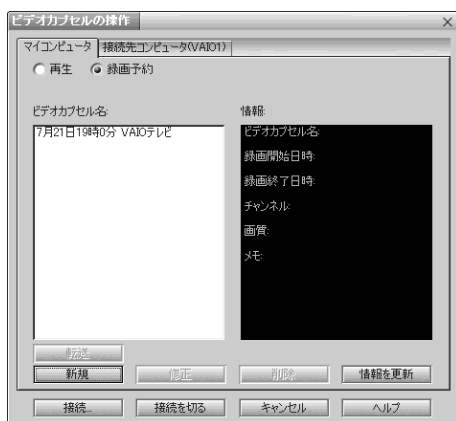 ビデオカプセルの操作
マイコンピュータ 接続先コンピュータ(VAIO1)
再生 録画予約
ビデオカプセル名: 情報:
7月21日19時0分 VAIOテレビ
ビデオカプセル名:
録画開始日時:
録画終了日時:
チャンネル:
画質:
メモ:
転送
新規 修正 削除 情報を更新
接続... 接続を切る キャンセル ヘルプ